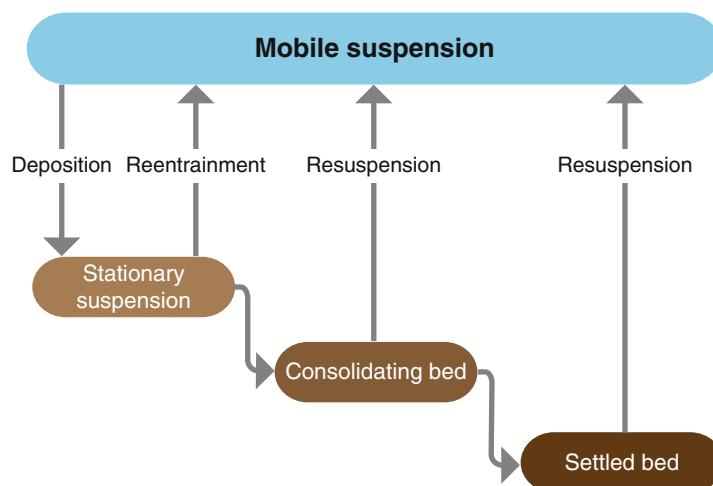 Mobile suspension
Deposition
Reentrainment
Resuspension
Resuspension
Stationary
suspension
Consolidating bed
Settled bed